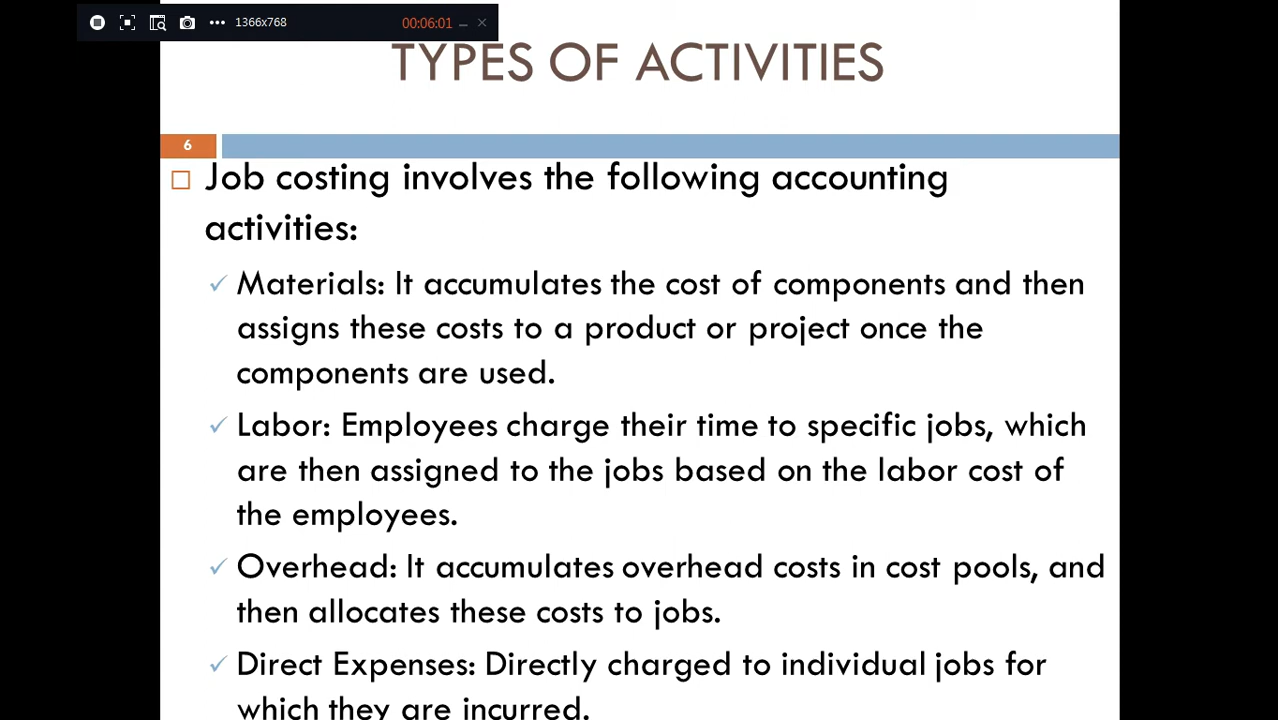 1366x768
00:06:01
TYPES OF ACTIVITIES
6
Job costing involves the following accounting
activities:
Materials: It accumulates the cost of components and then
assigns these costs to a product or project once the
components are used.
Labor: Employees charge their time to specific jobs, which
are then assigned to the jobs based on the labor cost of
the employees.
Overhead: It accumulates overhead costs in cost pools, and
then allocates these costs to jobs.
Direct Expenses: Directly charged to individual jobs for
which they are incurred.